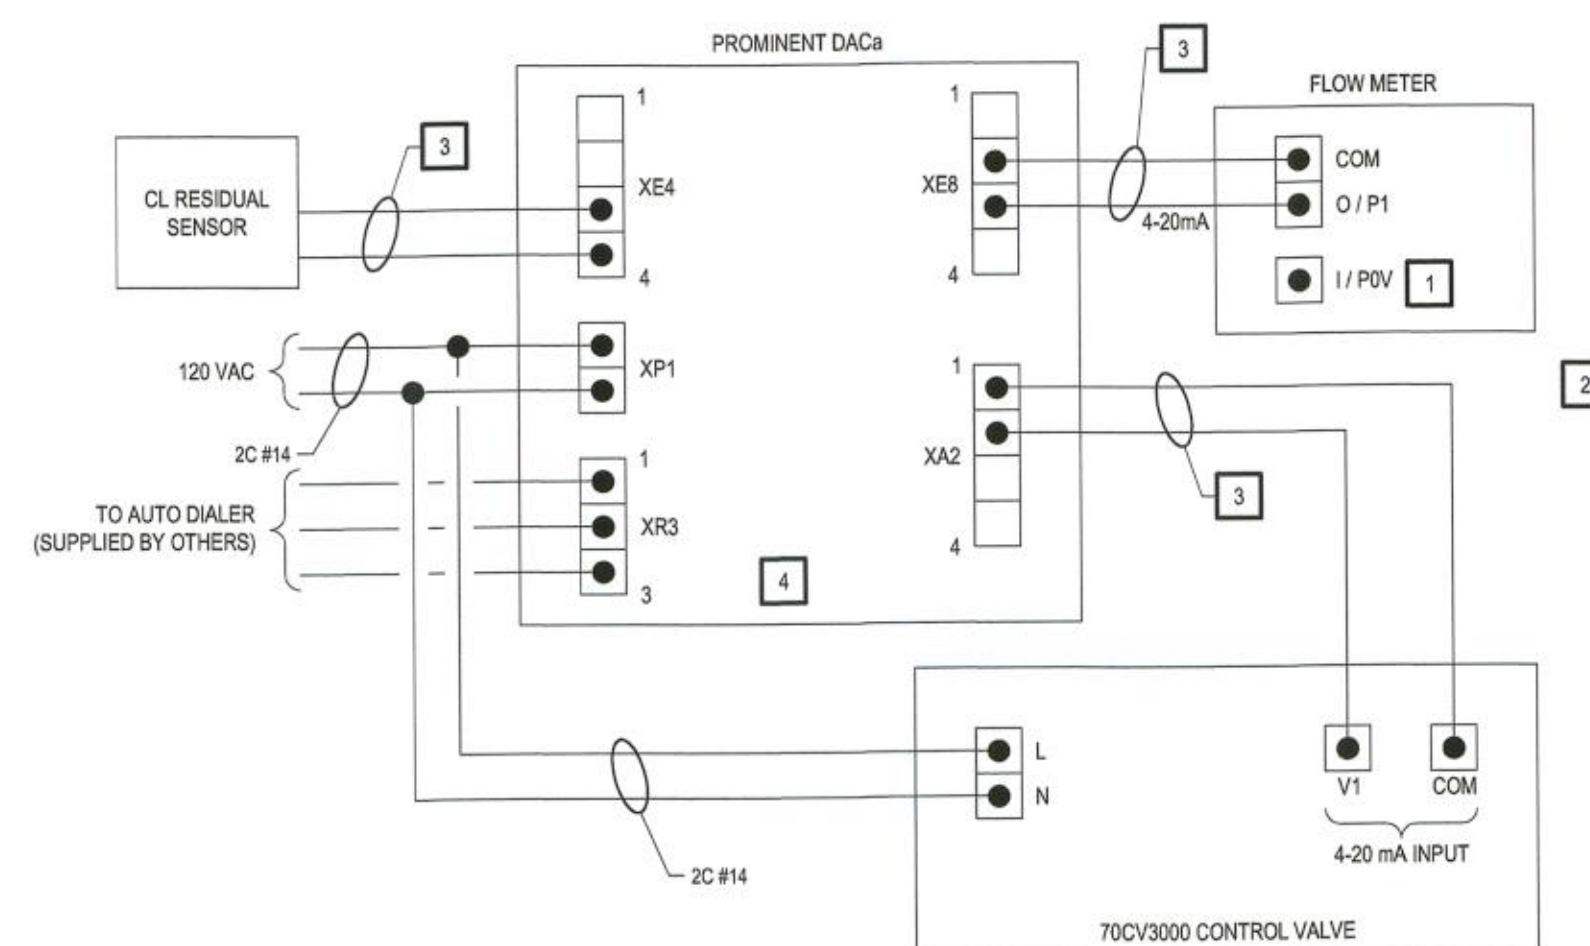 PROMINENT DACa
3
FLOW METER
1
1
3
COM
CL RESIDUAL
SENSOR
XE4
XE8
O / P1
4-20mA
4
4
I / P0V
1
120 VAC
XP1
1
2
2C #14
1
XA2
3
TO AUTO DIALER
(SUPPLIED BY OTHERS)
XR3
4
4
3
L
N
V1
COM
4-20 mA INPUT
2C #14
70CV3000 CONTROL VALVE